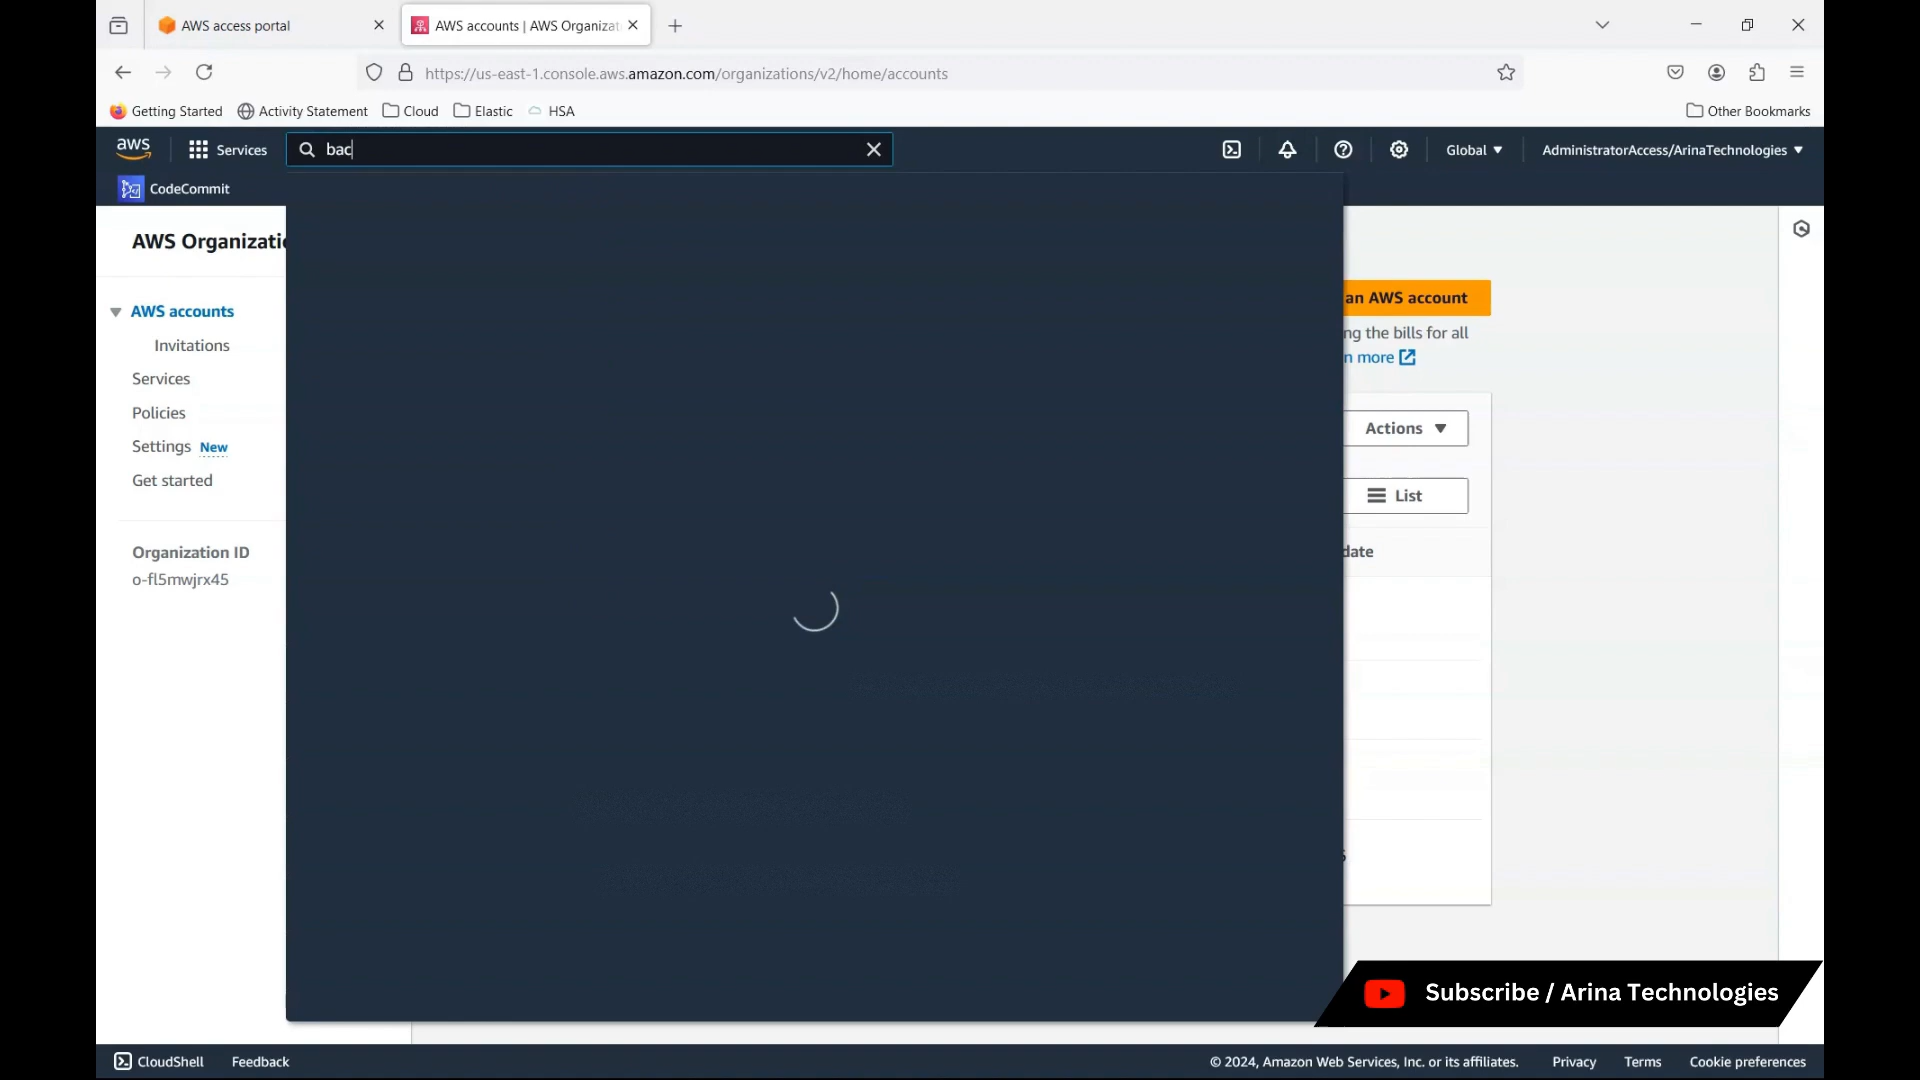 AWS access portal
AWS accounts | AWS Organizat
https://us-east-1.console.aws.amazon.com/organizations/v2/home/accounts
Getting Started
Activity Statement
Cloud
Elastic
HSA
Other Bookmarks
aws
Services
bac
Global
AdministratorAccess/ArinaTechnologies
CodeCommit
AWS Organizatio
an AWS account
AWS accounts
ng the bills for all
Invitations
n more
Services
Policies
Actions
Settings New
Get started
List
Organization ID
date
o-fl5mwjrx45
Subscribe / Arina Technologies
CloudShell
Feedback
© 2024, Amazon Web Services, Inc. or its affiliates.
Privacy
Terms
Cookie preferences